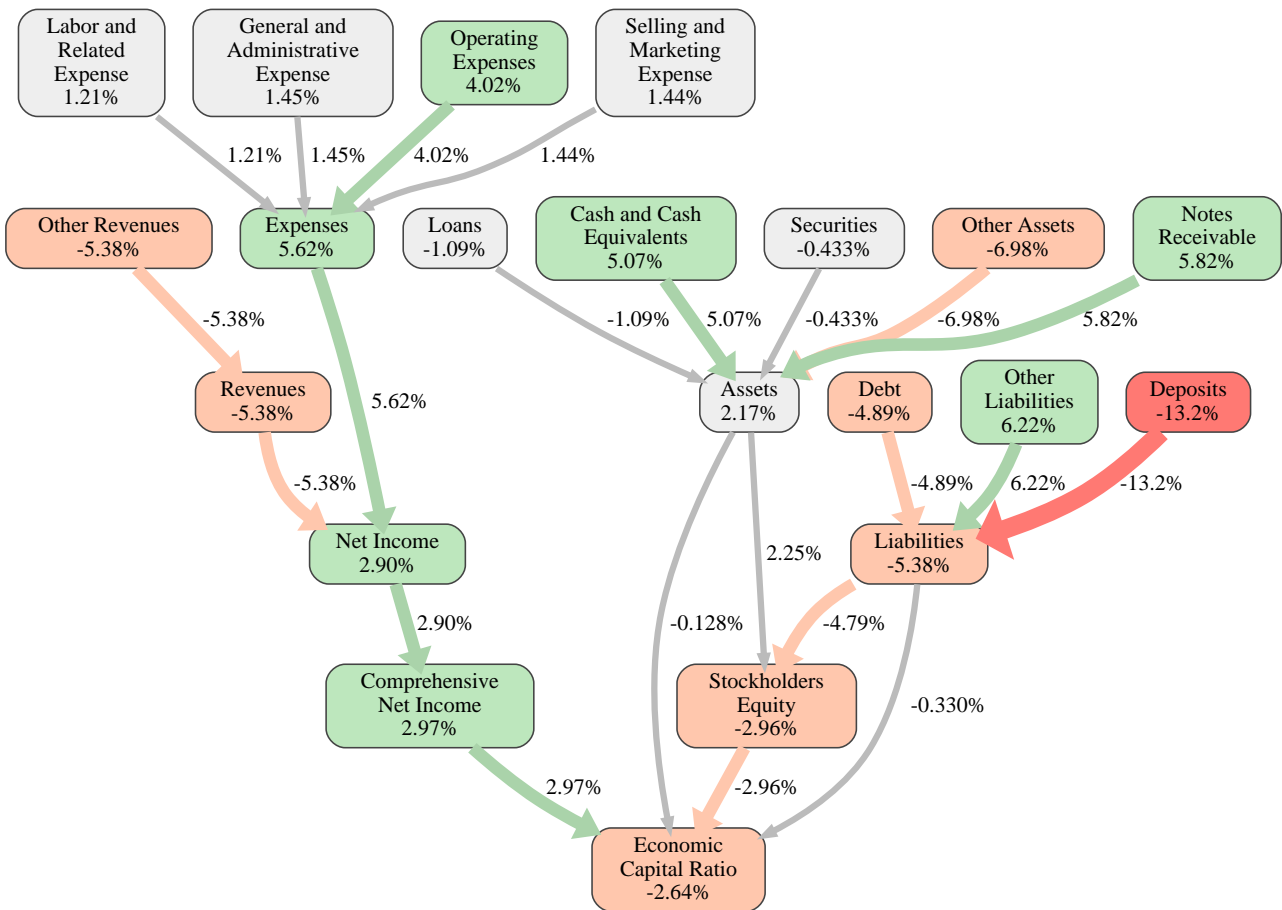 Labor and
Related
Expense
1.21%
General and
Administrative
Expense
1.45%
Operating
Expenses
4.02%
Selling and
Marketing
Expense
1.44%
1.21%
1.45%
4.02%
1.44%
Other Revenues
-5.38%
Expenses
5.62%
Loans
-1.09%
Cash and Cash
Equivalents
5.07%
Securities
-0.433%
Other Assets
-6.98%
Notes
Receivable
5.82%
-5.38%
-1.09%
5.07%
-0.433%
-6.98%
5.82%
Revenues
-5.38%
5.62%
Assets
2.17%
Debt
-4.89%
Other
Liabilities
6.22%
Deposits
-13.2%
-5.38%
-4.89%
6.22%
-13.2%
Net Income
2.90%
2.25%
Liabilities
-5.38%
2.90%
-0.128%
-4.79%
Comprehensive
Net Income
2.97%
Stockholders
Equity
-2.96%
-0.330%
2.97%
-2.96%
Economic
Capital Ratio
-2.64%